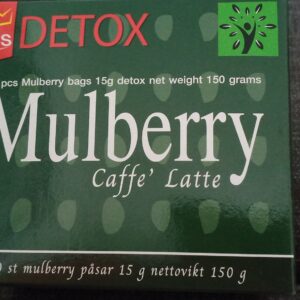 S DETOX
pcs Mulberry bags 15g detox net weight 150 grams
Mulberry
Caffe' Latte
st mulberry påsar 15 g nettovikt 150 g